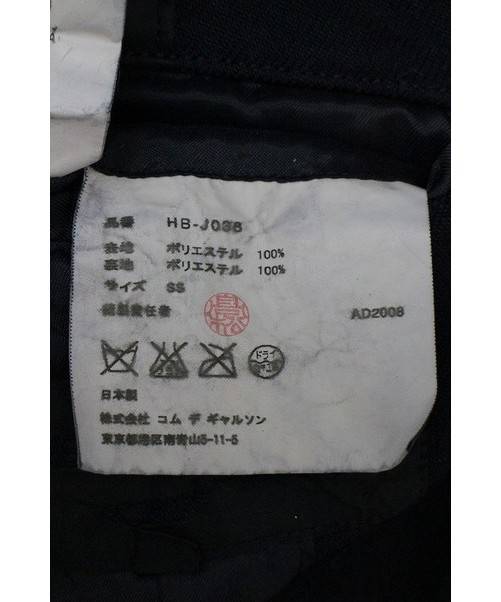 品番 HB-J036
表地 ポリエステル 100%
裏地 ポリエステル 100%
サイズ SS
縫製責任者
AD2008
ドライ
日本製
株式会社 コム デ ギャルソン
東京都港区南青山5-11-5